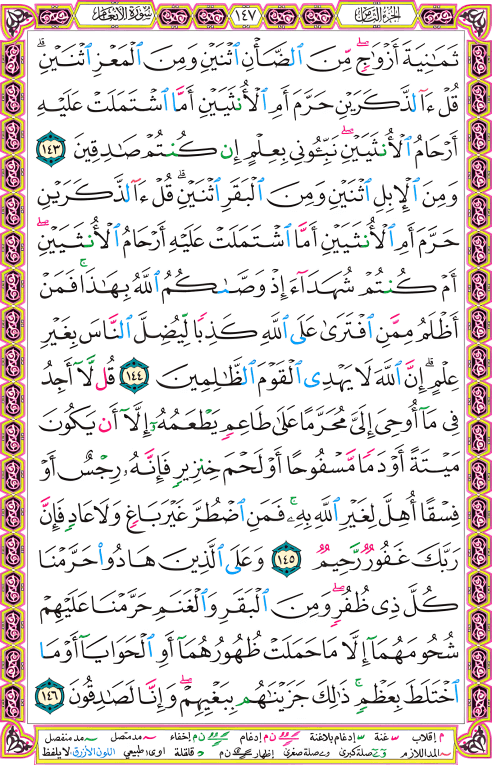 الجزء الثامن
١٤٧
سورة الأنعام
ثَمَـٰنِيَةَ أَزْوَٰجٍۖ مِّنَ ٱلضَّأْنِ ٱثْنَيْنِ وَمِنَ ٱلْمَعْزِ ٱثْنَيْنِۗ
قُلْ ءَآلذَّكَرَيْنِ حَرَّمَ أَمِ ٱلْأُنثَيَيْنِ أَمَّا ٱشْتَمَلَتْ عَلَيْهِ
أَرْحَامُ ٱلْأُنثَيَيْنِۖ نَبِّـُٔونِى بِعِلْمٍ إِن كُنتُمْ صَـٰدِقِينَ ١٤٣
وَمِنَ ٱلْإِبِلِ ٱثْنَيْنِ وَمِنَ ٱلْبَقَرِ ٱثْنَيْنِۗ قُلْ ءَآلذَّكَرَيْنِ
حَرَّمَ أَمِ ٱلْأُنثَيَيْنِ أَمَّا ٱشْتَمَلَتْ عَلَيْهِ أَرْحَامُ ٱلْأُنثَيَيْنِۖ
أَمْ كُنتُمْ شُهَدَآءَ إِذْ وَصَّىٰكُمُ ٱللَّهُ بِهَـٰذَاۚ فَمَنْ
أَظْلَمُ مِمَّنِ ٱفْتَرَىٰ عَلَى ٱللَّهِ كَذِبًا لِّيُضِلَّ ٱلنَّاسَ بِغَيْرِ
عِلْمٍۗ إِنَّ ٱللَّهَ لَا يَهْدِى ٱلْقَوْمَ ٱلظَّـٰلِمِينَ ١٤٤ قُل لَّآ أَجِدُ
فِى مَآ أُوحِىَ إِلَىَّ مُحَرَّمًا عَلَىٰ طَاعِمٍ يَطْعَمُهُۥٓ إِلَّآ أَن يَكُونَ
مَيْتَةً أَوْ دَمًا مَّسْفُوحًا أَوْ لَحْمَ خِنزِيرٍ فَإِنَّهُۥ رِجْسٌ أَوْ
فِسْقًا أُهِلَّ لِغَيْرِ ٱللَّهِ بِهِۦۚ فَمَنِ ٱضْطُرَّ غَيْرَ بَاغٍ وَلَا عَادٍ فَإِنَّ
رَبَّكَ غَفُورٌ رَّحِيمٌ ١٤٥ وَعَلَى ٱلَّذِينَ هَادُوا۟ حَرَّمْنَا
كُلَّ ذِى ظُفُرٍۖ وَمِنَ ٱلْبَقَرِ وَٱلْغَنَمِ حَرَّمْنَا عَلَيْهِمْ
شُحُومَهُمَآ إِلَّا مَا حَمَلَتْ ظُهُورُهُمَآ أَوِ ٱلْحَوَايَآ أَوْ مَا
ٱخْتَلَطَ بِعَظْمٍۚ ذَٰلِكَ جَزَيْنَـٰهُم بِبَغْيِهِمْۖ وَإِنَّا لَصَـٰدِقُونَ ١٤٦
م إقلاب غنة إدغام بلاغنة ن م إدغام ن م إخفاء مد متصل مد منفصل
المد اللازم صلة كبرى صلة صغرى إظهار ن م قلقلة اوى: طبيعي اللون الأزرق: لا يلفظ